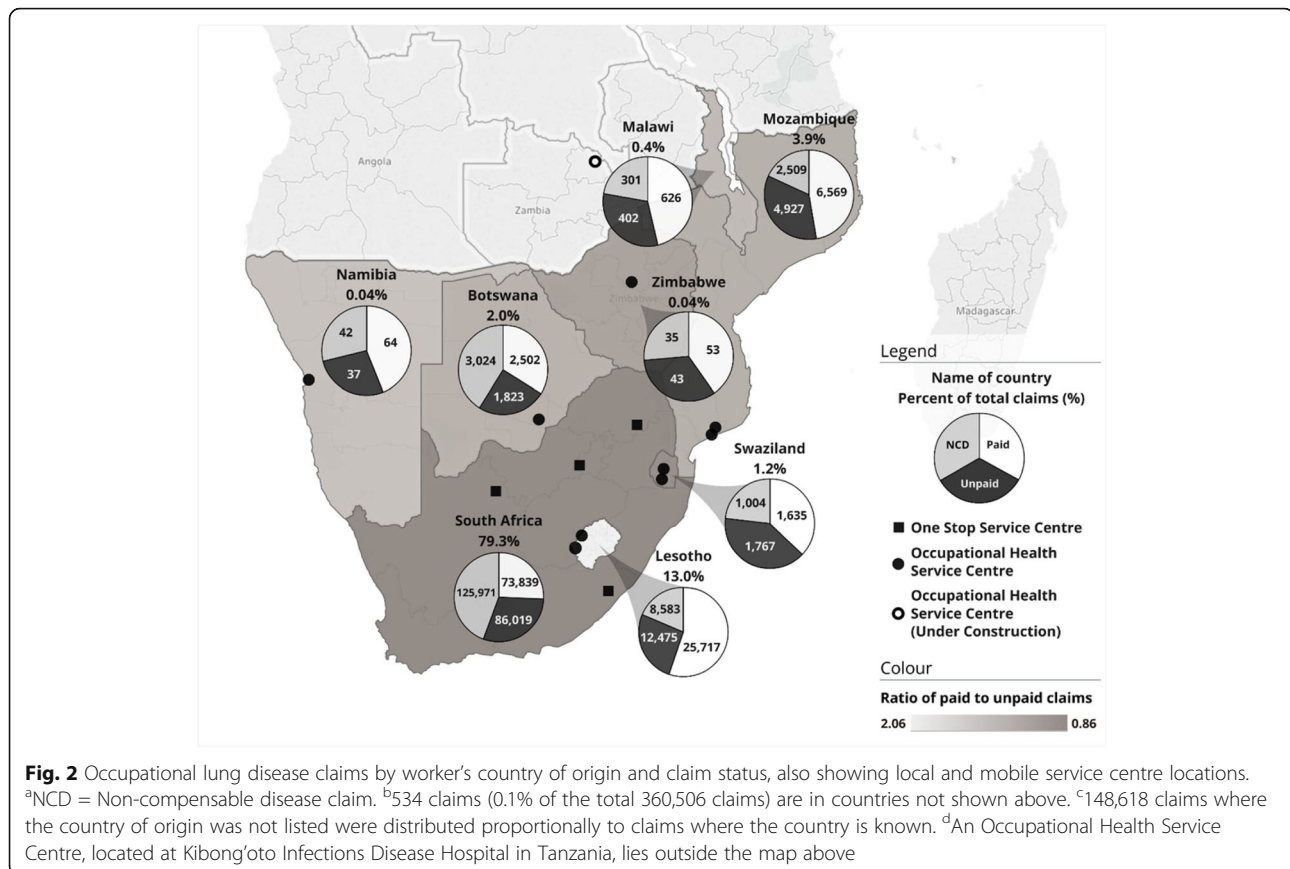 Angola
Zambia
Malawi
0.4%
301
626
402
Mozambique
3.9%
2,509
6,569
4,927
Namibia
0.04%
42
64
37
Botswana
2.0%
3,024
2,502
1,823
Zimbabwe
Zimbabwe
0.04%
35
53
43
Madagascar
Swaziland
1.2%
1,004
1,635
1,767
South Africa
79.3%
125,971
73,839
86,019
Lesotho
13.0%
8,583
12,475
25,717
Legend
Name of country
Percent of total claims (%)
NCD
Paid
Unpaid
One Stop Service Centre
Occupational Health
Service Centre
Occupational Health
Service Centre
(Under Construction)
Colour
Ratio of paid to unpaid claims
2.06
0.86
Fig. 2 Occupational lung disease claims by worker's country of origin and claim status, also showing local and mobile service centre locations.
aNCD = Non-compensable disease claim. b534 claims (0.1% of the total 360,506 claims) are in countries not shown above. c148,618 claims where
the country of origin was not listed were distributed proportionally to claims where the country is known. dAn Occupational Health Service
Centre, located at Kibong'oto Infections Disease Hospital in Tanzania, lies outside the map above